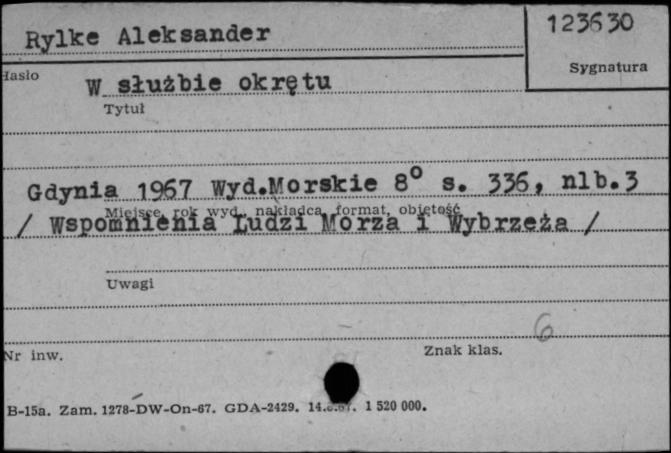 Rylke Aleksander
123630
Hasło
Sygnatura
W służbie okrętu
Tytuł
Gdynia 1967 Wyd.Morskie 8° s. 336, nlb.3
Miejsce, rok wyd., nakładca, format, objętość
/ Wspomnienia Ludzi Morza i Wybrzeża /
Uwagi
6
Nr inw.
Znak klas.
B-15a. Zam. 1278-DW-On-67. GDA-2429. 1 520 000.